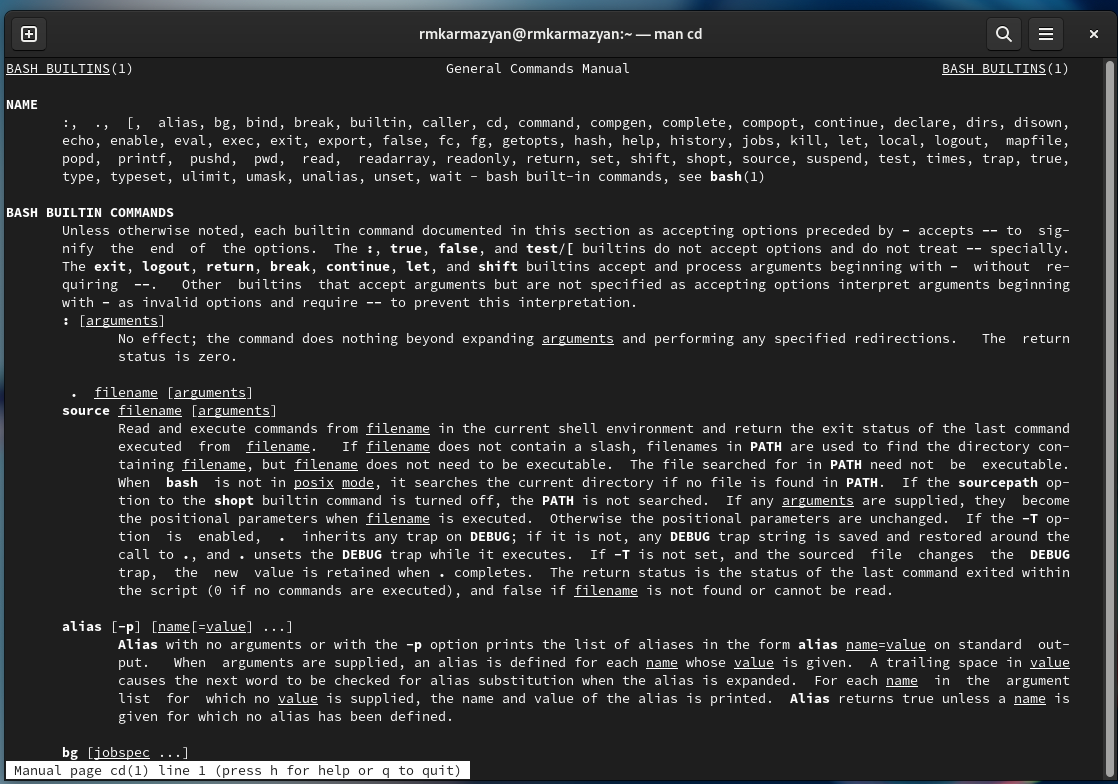 rmkarmazyan@rmkarmazyan:~ — man cd
BASH BUILTINS(1) General Commands Manual BASH BUILTINS(1)
NAME
:, ., [, alias, bg, bind, break, builtin, caller, cd, command, compgen, complete, compopt, continue, declare, dirs, disown,
echo, enable, eval, exec, exit, export, false, fc, fg, getopts, hash, help, history, jobs, kill, let, local, logout, mapfile,
popd, printf, pushd, pwd, read, readarray, readonly, return, set, shift, shopt, source, suspend, test, times, trap, true,
type, typeset, ulimit, umask, unalias, unset, wait - bash built-in commands, see bash(1)
BASH BUILTIN COMMANDS
Unless otherwise noted, each builtin command documented in this section as accepting options preceded by - accepts -- to sig-
nify the end of the options. The :, true, false, and test/[ builtins do not accept options and do not treat -- specially.
The exit, logout, return, break, continue, let, and shift builtins accept and process arguments beginning with - without re-
quiring --. Other builtins that accept arguments but are not specified as accepting options interpret arguments beginning
with - as invalid options and require -- to prevent this interpretation.
: [arguments]
No effect; the command does nothing beyond expanding arguments and performing any specified redirections. The return
status is zero.
. filename [arguments]
source filename [arguments]
Read and execute commands from filename in the current shell environment and return the exit status of the last command
executed from filename. If filename does not contain a slash, filenames in PATH are used to find the directory con-
taining filename, but filename does not need to be executable. The file searched for in PATH need not be executable.
When bash is not in posix mode, it searches the current directory if no file is found in PATH. If the sourcepath op-
tion to the shopt builtin command is turned off, the PATH is not searched. If any arguments are supplied, they become
the positional parameters when filename is executed. Otherwise the positional parameters are unchanged. If the -T op-
tion is enabled, . inherits any trap on DEBUG; if it is not, any DEBUG trap string is saved and restored around the
call to ., and . unsets the DEBUG trap while it executes. If -T is not set, and the sourced file changes the DEBUG
trap, the new value is retained when . completes. The return status is the status of the last command exited within
the script (0 if no commands are executed), and false if filename is not found or cannot be read.
alias [-p] [name[=value] ...]
Alias with no arguments or with the -p option prints the list of aliases in the form alias name=value on standard out-
put. When arguments are supplied, an alias is defined for each name whose value is given. A trailing space in value
causes the next word to be checked for alias substitution when the alias is expanded. For each name in the argument
list for which no value is supplied, the name and value of the alias is printed. Alias returns true unless a name is
given for which no alias has been defined.
bg [jobspec ...]
Manual page cd(1) line 1 (press h for help or q to quit)